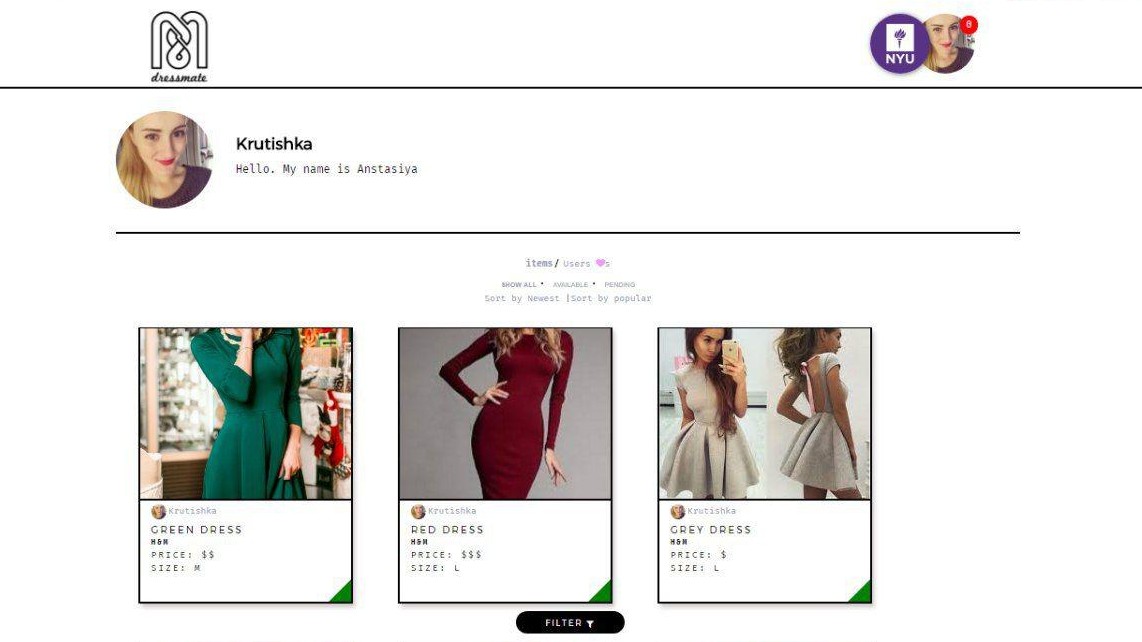 dressmate
NYU
0
Krutishka
Hello. My name is Anstasiya
items/ Users s
SHOW ALL • AVAILABLE • PENDING
Sort by Newest |Sort by popular
Krutishka
GREEN DRESS
H&M
PRICE: $$
SIZE: M
Krutishka
RED DRESS
H&M
PRICE: $$$
SIZE: L
Krutishka
GREY DRESS
H&M
PRICE: $
SIZE: L
FILTER